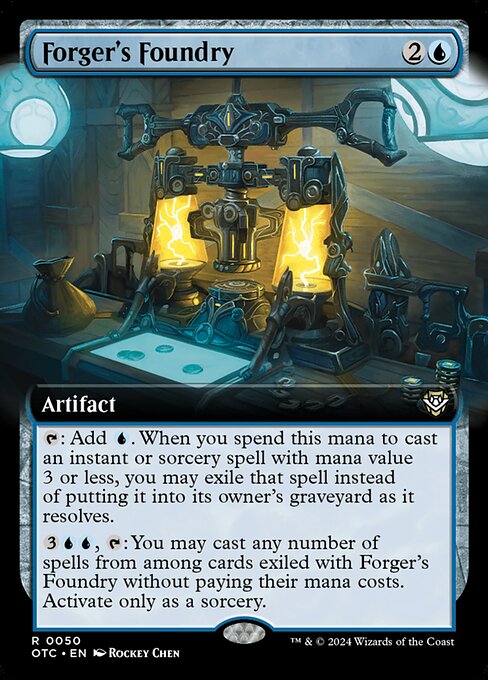 Forger's Foundry 2
Artifact
: Add . When you spend this mana to cast
an instant or sorcery spell with mana value
3 or less, you may exile that spell instead
of putting it into its owner's graveyard as it
resolves.
3 , : You may cast any number of
spells from among cards exiled with Forger's
Foundry without paying their mana costs.
Activate only as a sorcery.
R 0050
OTC • EN Rockey Chen
™ & © 2024 Wizards of the Coast